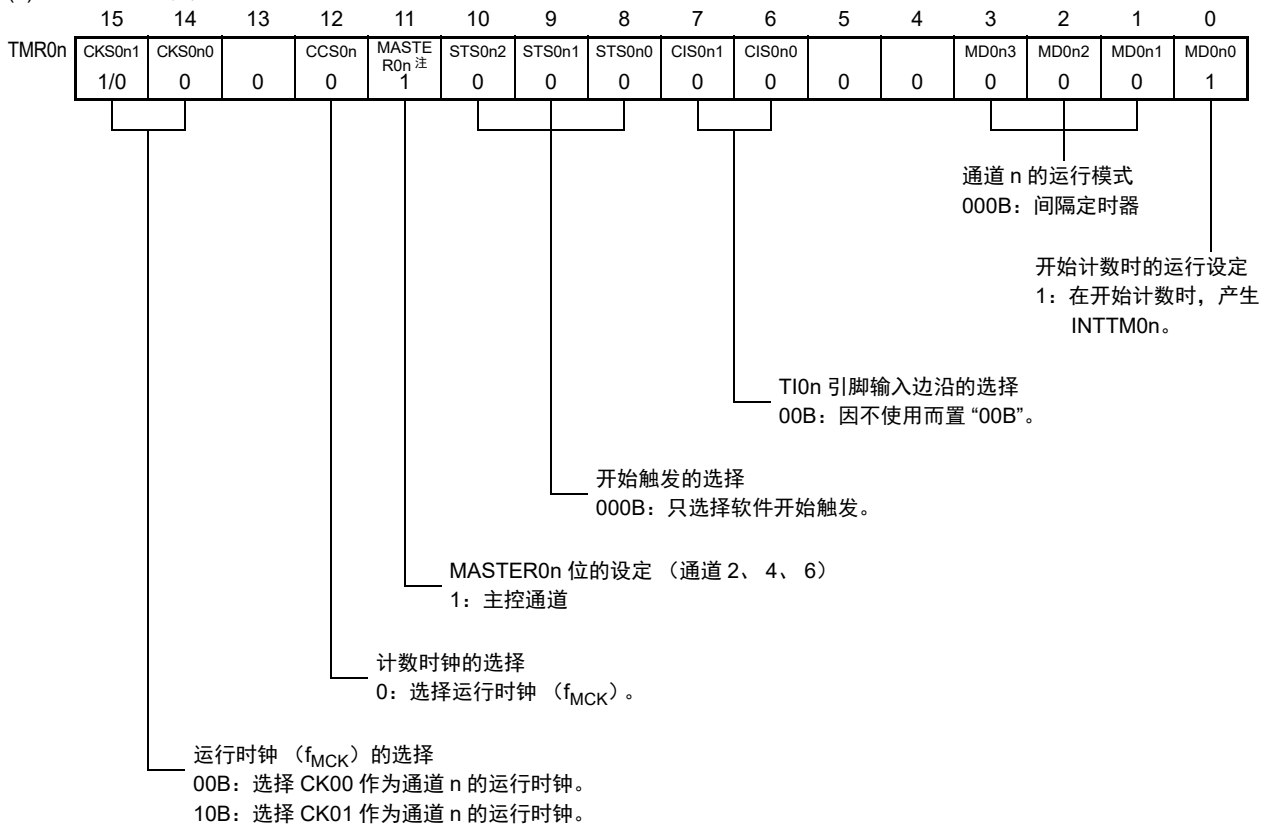 15 14 13 12 11 10 9 8 7 6 5 4 3 2 1 0
TMR0n CKS0n1 CKS0n0 CCS0n MASTE STS0n2 STS0n1 STS0n0 CIS0n1 CIS0n0 MD0n3 MD0n2 MD0n1 MD0n0
R0n 注
1/0 0 0 0 1 0 0 0 0 0 0 0 0 0 0 1
通道 n 的运行模式
000B：间隔定时器
开始计数时的运行设定
1：在开始计数时，产生
INTTM0n。
TI0n 引脚输入边沿的选择
00B：因不使用而置 “00B”。
开始触发的选择
000B：只选择软件开始触发。
MASTER0n 位的设定 （通道 2、 4、 6）
1：主控通道
计数时钟的选择
0：选择运行时钟 （fMCK）。
运行时钟 （fMCK）的选择
00B：选择 CK00 作为通道 n 的运行时钟。
10B：选择 CK01 作为通道 n 的运行时钟。